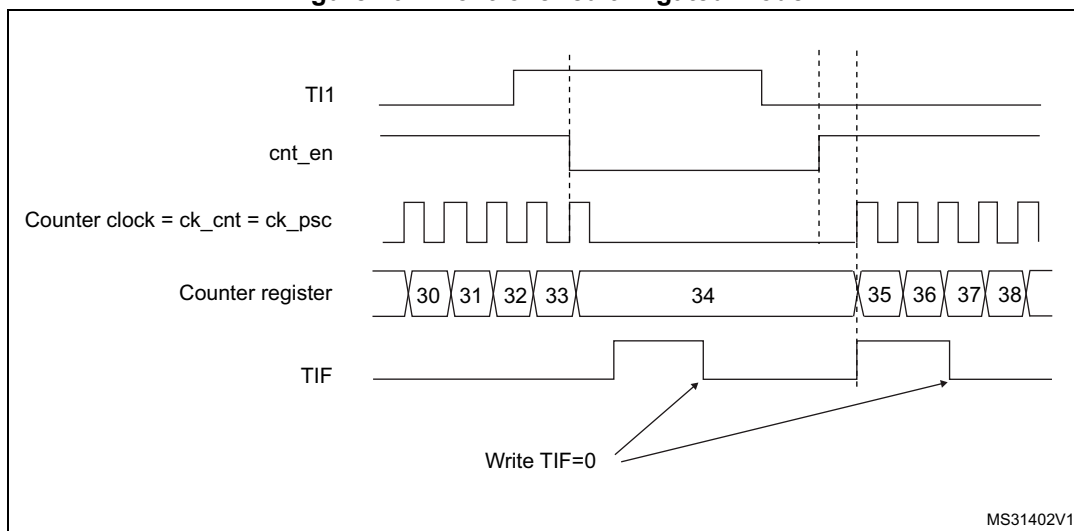 TI1
cnt_en
Counter clock = ck_cnt = ck_psc
Counter register
30 31 32 33 34 35 36 37 38
TIF
Write TIF=0
MS31402V1